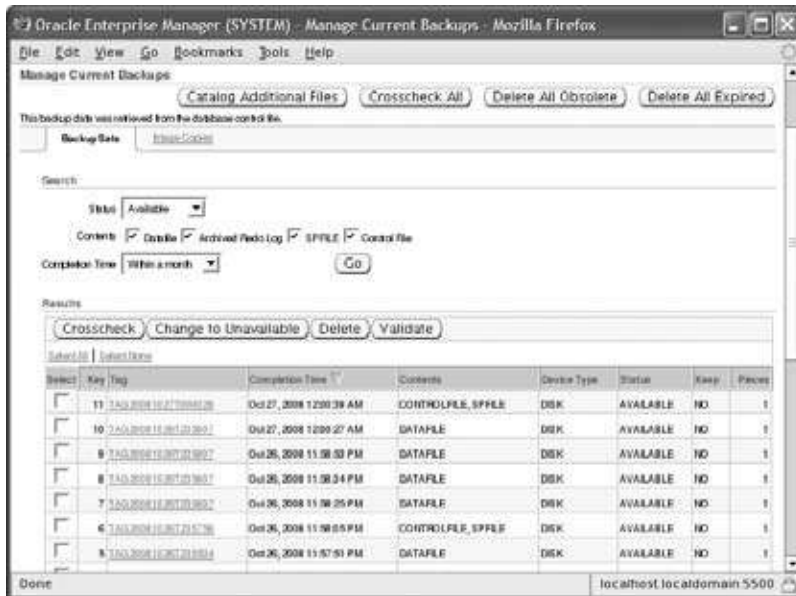 Oracle Enterprise Manager (SYSTEM) - Manage Current Backups - Mozilla Firefox
File Edit View Go Bookmarks Tools Help
Manage Current Backups
Catalog Additional Files Crosscheck All Delete All Obsolete Delete All Expired
This backup data was retrieved from the database control file.
Backup Sets Image Copies
Search
Status Available
Contents Datafile Archived Redo Log SPFILE Control File
Completion Time Within a month Go
Results
Crosscheck Change to Unavailable Delete Validate
Select All Select None
Select Key Tag Completion Time Contents Device Type Status Keep Pieces
11 Oct 27, 2008 12:00:39 AM CONTROLFILE, SPFILE DISK AVAILABLE NO 1
10 Oct 27, 2008 12:00:27 AM DATAFILE DISK AVAILABLE NO 1
9 Oct 26, 2008 11:58:53 PM DATAFILE DISK AVAILABLE NO 1
8 Oct 26, 2008 11:58:34 PM DATAFILE DISK AVAILABLE NO 1
7 Oct 26, 2008 11:58:25 PM DATAFILE DISK AVAILABLE NO 1
6 Oct 26, 2008 11:58:05 PM CONTROLFILE, SPFILE DISK AVAILABLE NO 1
5 Oct 26, 2008 11:57:51 PM DATAFILE DISK AVAILABLE NO 1
Done localhost.localdomain:5500